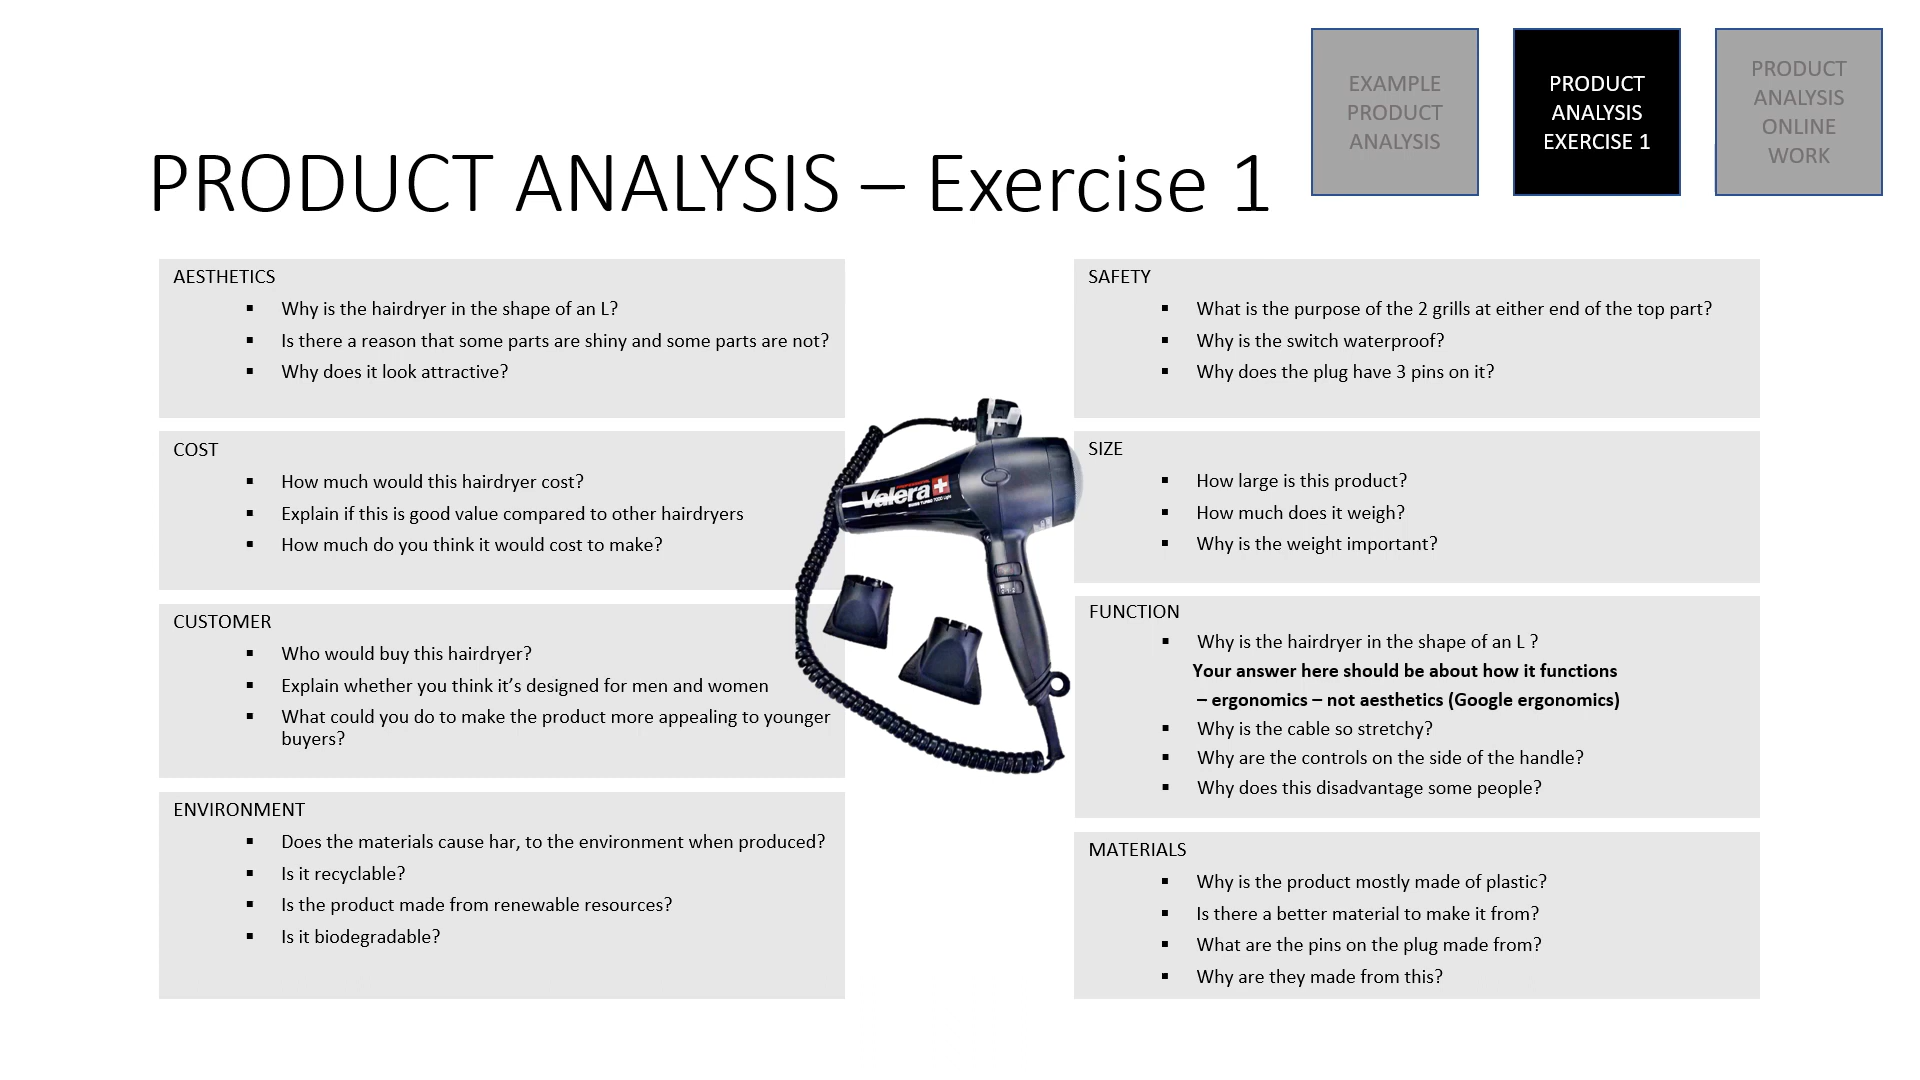 EXAMPLE
PRODUCT
ANALYSIS
PRODUCT
ANALYSIS
EXERCISE 1
PRODUCT
ANALYSIS
ONLINE
WORK
PRODUCT ANALYSIS – Exercise 1
AESTHETICS
▪ Why is the hairdryer in the shape of an L?
▪ Is there a reason that some parts are shiny and some parts are not?
▪ Why does it look attractive?
COST
▪ How much would this hairdryer cost?
▪ Explain if this is good value compared to other hairdryers
▪ How much do you think it would cost to make?
CUSTOMER
▪ Who would buy this hairdryer?
▪ Explain whether you think it’s designed for men and women
▪ What could you do to make the product more appealing to younger
buyers?
ENVIRONMENT
▪ Does the materials cause har, to the environment when produced?
▪ Is it recyclable?
▪ Is the product made from renewable resources?
▪ Is it biodegradable?
Valera
SAFETY
▪ What is the purpose of the 2 grills at either end of the top part?
▪ Why is the switch waterproof?
▪ Why does the plug have 3 pins on it?
SIZE
▪ How large is this product?
▪ How much does it weigh?
▪ Why is the weight important?
FUNCTION
▪ Why is the hairdryer in the shape of an L ?
Your answer here should be about how it functions
– ergonomics – not aesthetics (Google ergonomics)
▪ Why is the cable so stretchy?
▪ Why are the controls on the side of the handle?
▪ Why does this disadvantage some people?
MATERIALS
▪ Why is the product mostly made of plastic?
▪ Is there a better material to make it from?
▪ What are the pins on the plug made from?
▪ Why are they made from this?